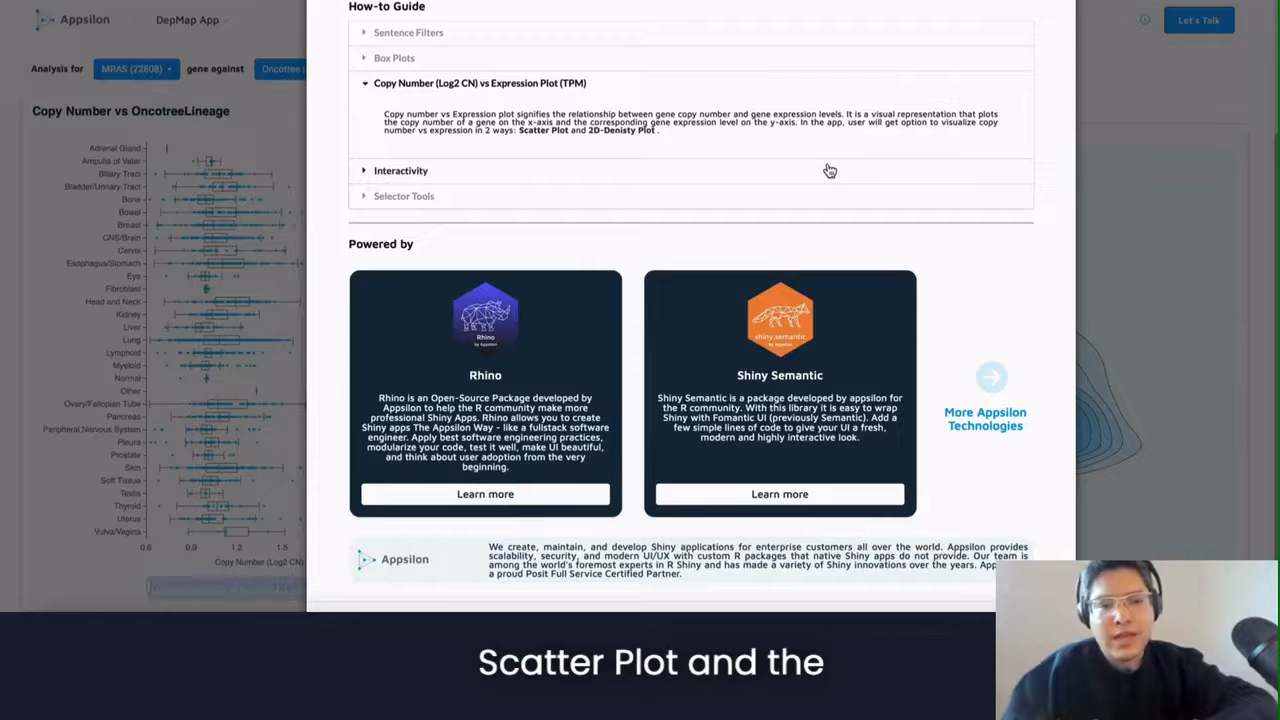 How-to Guide
Appsilon
DepMap App
Let's Talk
Sentence Filters
Box Plots
Analysis for
MRAS (22808)
gene against
Oncotree
Copy Number (Log2 CN) vs Expression Plot (TPM)
Copy Number vs OncotreeLineage
Copy number vs Expression plot signifies the relationship between gene copy number and gene expression levels. It is a visual representation that plots
the copy number of a gene on the x-axis and the corresponding gene expression level on the y-axis. In the app, user will get option to visualize copy
number vs expression in 2 ways: Scatter Plot and 2D-Denisty Plot .
Interactivity
Selector Tools
Adrenal Gland
Ampulla of Vater
Biliary Tract
Bladder/Urinary Tract
Bone
Bowel
Breast
CNS/Brain
Cervix
Esophagus/Stomach
Eye
Fibroblast
Head and Neck
Kidney
Liver
Lung
Lymphoid
Myeloid
Normal
Other
Ovary/Fallopian Tube
Pancreas
Peripheral Nervous System
Pleura
Prostate
Skin
Soft Tissue
Testis
Thyroid
Uterus
Vulva/Vagina
0.6
0.9
1.2
1.5
Copy Number (Log2 CN)
Powered by
Rhino
by Appsilon
Rhino
Rhino is an Open-Source Package developed by
Appsilon to help the R community make more
professional Shiny Apps. Rhino allows you to create
Shiny apps The Appsilon Way - like a fullstack software
engineer. Apply best software engineering practices,
modularize your code, test it well, make UI beautiful,
and think about user adoption from the very
beginning.
Learn more
shiny.semantic
by Appsilon
Shiny Semantic
Shiny Semantic is a package developed by appsilon for
the R community. With this library it is easy to wrap
Shiny with Fomantic UI (previously Semantic). Add a
few simple lines of code to give your UI a fresh,
modern and highly interactive look.
Learn more
More Appsilon
Technologies
Appsilon
We create, maintain, and develop Shiny applications for enterprise customers all over the world. Appsilon provides
scalability, security, and modern UI/UX with custom R packages that native Shiny apps do not provide. Our team is
among the world's foremost experts in R Shiny and has made a variety of Shiny innovations over the years.
a proud Posit Full Service Certified Partner.
Scatter Plot and the